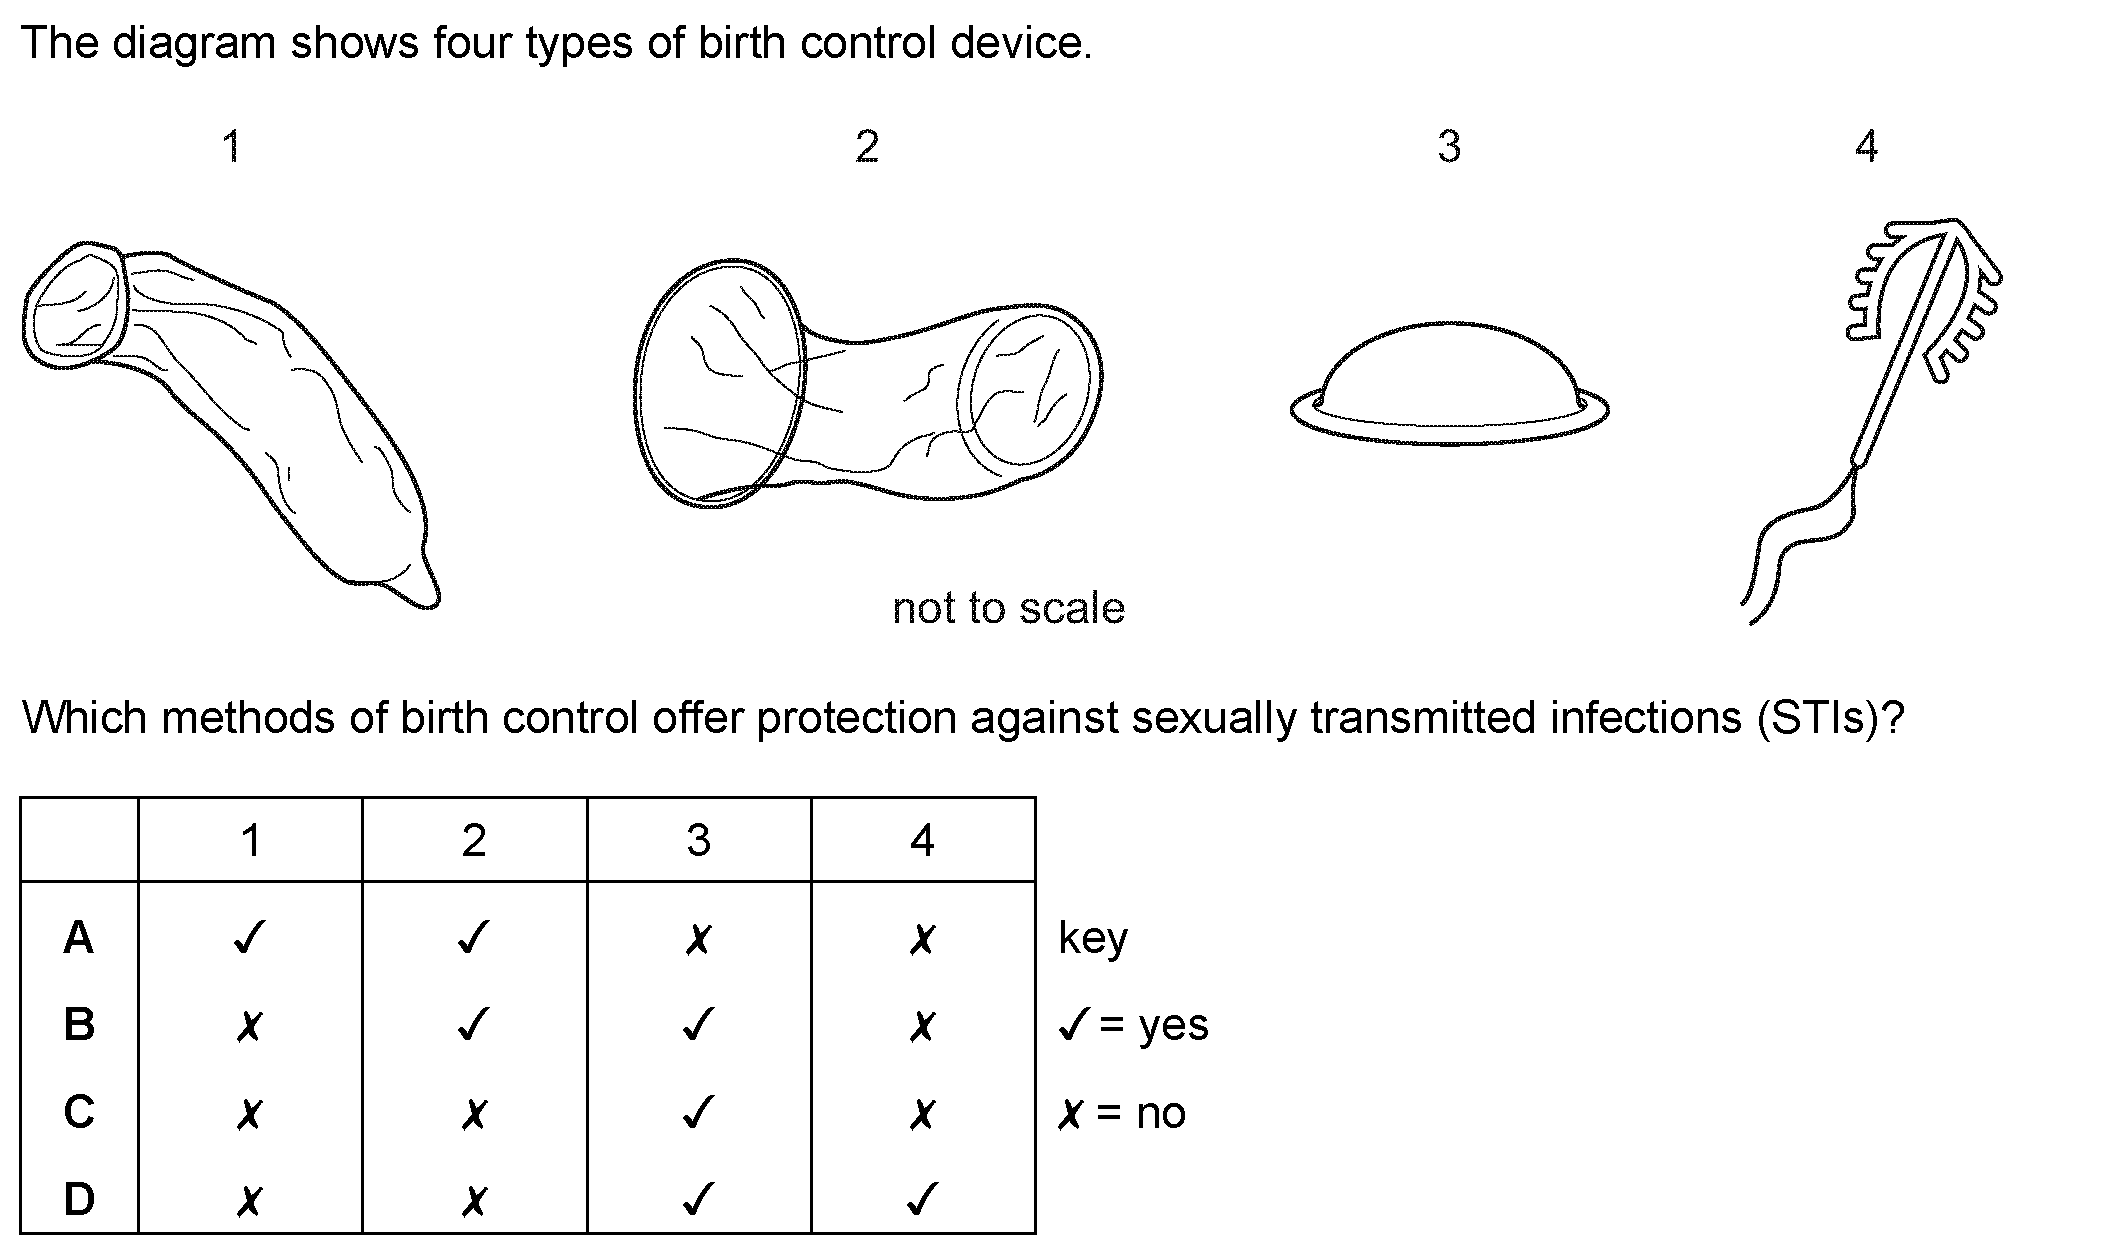 The diagram shows four types of birth control device.
1 2 3 4
not to scale
Which methods of birth control offer protection against sexually transmitted infections (STIs)?
1 2 3 4
A ✓ ✓ ✗ ✗ key
B ✗ ✓ ✓ ✗ ✓ = yes
C ✗ ✗ ✓ ✗ ✗ = no
D ✗ ✗ ✓ ✓